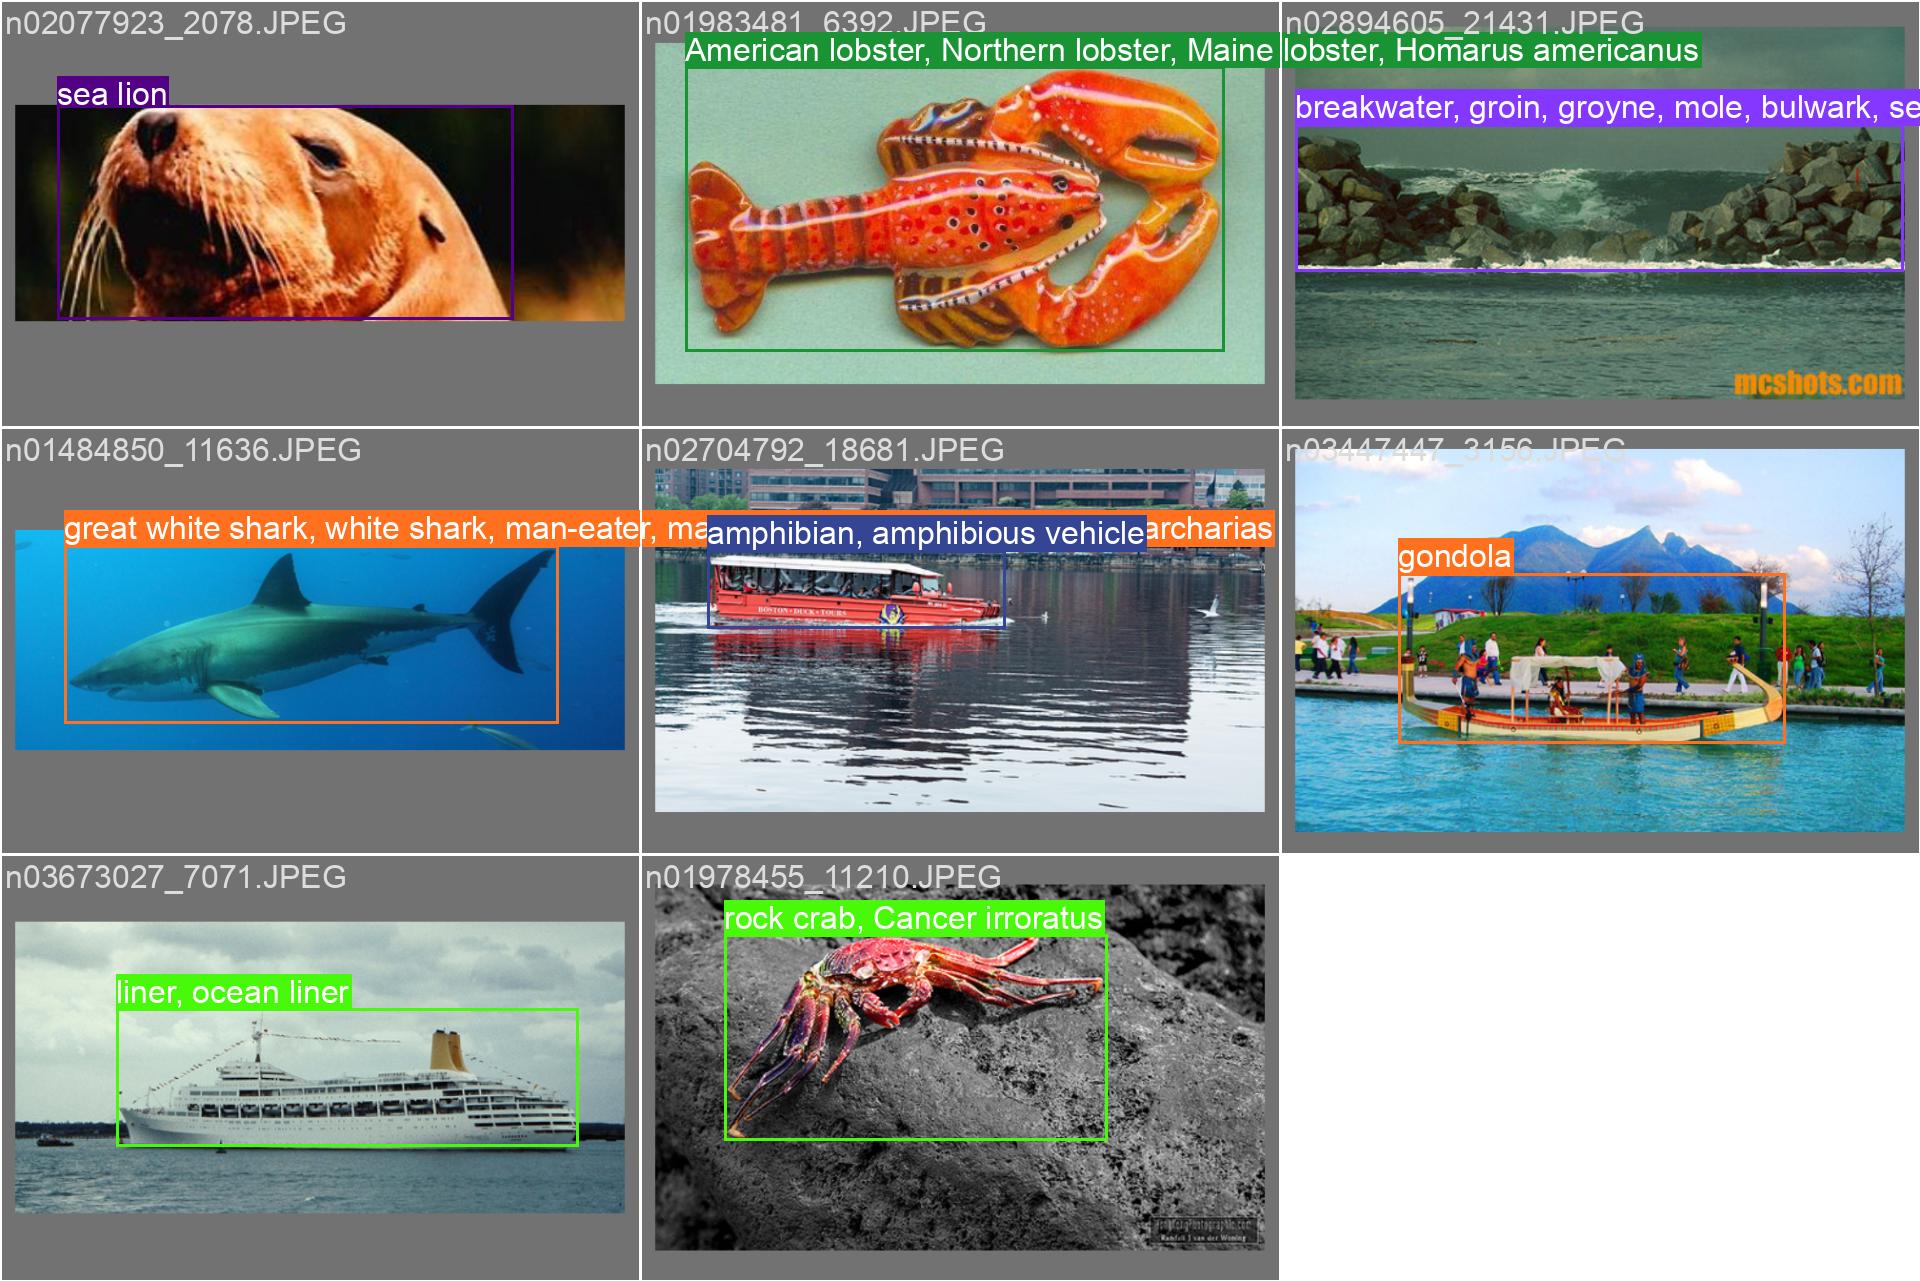 n02077923_2078.JPEG
sea lion
n01983481_6392.JPEG
American lobster, Northern lobster, Maine lobster, Homarus americanus
n02894605_21431.JPEG
breakwater, groin, groyne, mole, bulwark, se
mcshots.com
n01484850_11636.JPEG
great white shark, white shark, man-eater, ma
archarias
n02704792_18681.JPEG
amphibian, amphibious vehicle
BOSTON • DUCK • TOURS
n03447447_3156.JPEG
gondola
n03673027_7071.JPEG
liner, ocean liner
n01978455_11210.JPEG
rock crab, Cancer irroratus